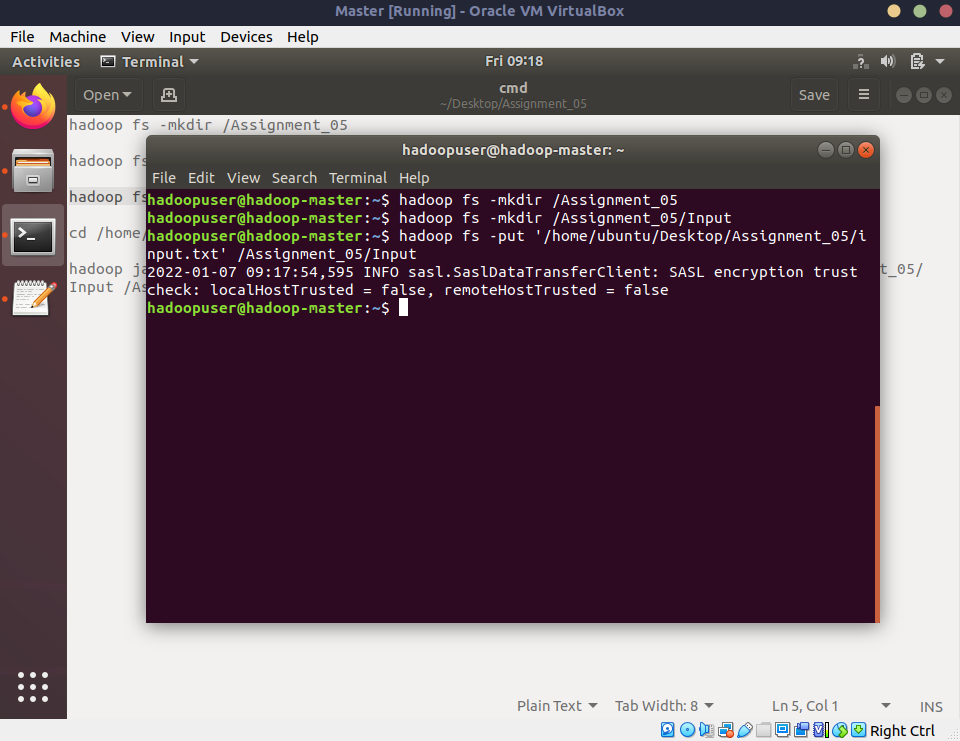 Master [Running] - Oracle VM VirtualBox
File Machine View Input Devices Help
Activities Terminal Fri 09:18
Open cmd Save
~/Desktop/Assignment_05
hadoop fs -mkdir /Assignment_05
hadoop fs
hadoop fs
cd /home/
hadoop ja t_05/
Input /As
hadoopuser@hadoop-master: ~
File Edit View Search Terminal Help
hadoopuser@hadoop-master:~$ hadoop fs -mkdir /Assignment_05
hadoopuser@hadoop-master:~$ hadoop fs -mkdir /Assignment_05/Input
hadoopuser@hadoop-master:~$ hadoop fs -put '/home/ubuntu/Desktop/Assignment_05/i
nput.txt' /Assignment_05/Input
2022-01-07 09:17:54,595 INFO sasl.SaslDataTransferClient: SASL encryption trust
check: localHostTrusted = false, remoteHostTrusted = false
hadoopuser@hadoop-master:~$
Plain Text Tab Width: 8 Ln 5, Col 1 INS
Right Ctrl